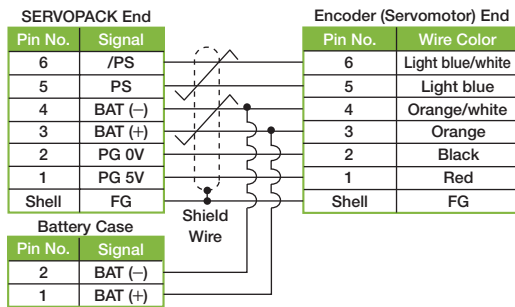 SERVOPACK End
Encoder (Servomotor) End
Pin No. Signal
Pin No. Wire Color
6 /PS
6 Light blue/white
5 PS
5 Light blue
4 BAT (−)
4 Orange/white
3 BAT (+)
3 Orange
2 PG 0V
2 Black
1 PG 5V
1 Red
Shell FG
Shell FG
Shield
Wire
Battery Case
Pin No. Signal
2 BAT (−)
1 BAT (+)